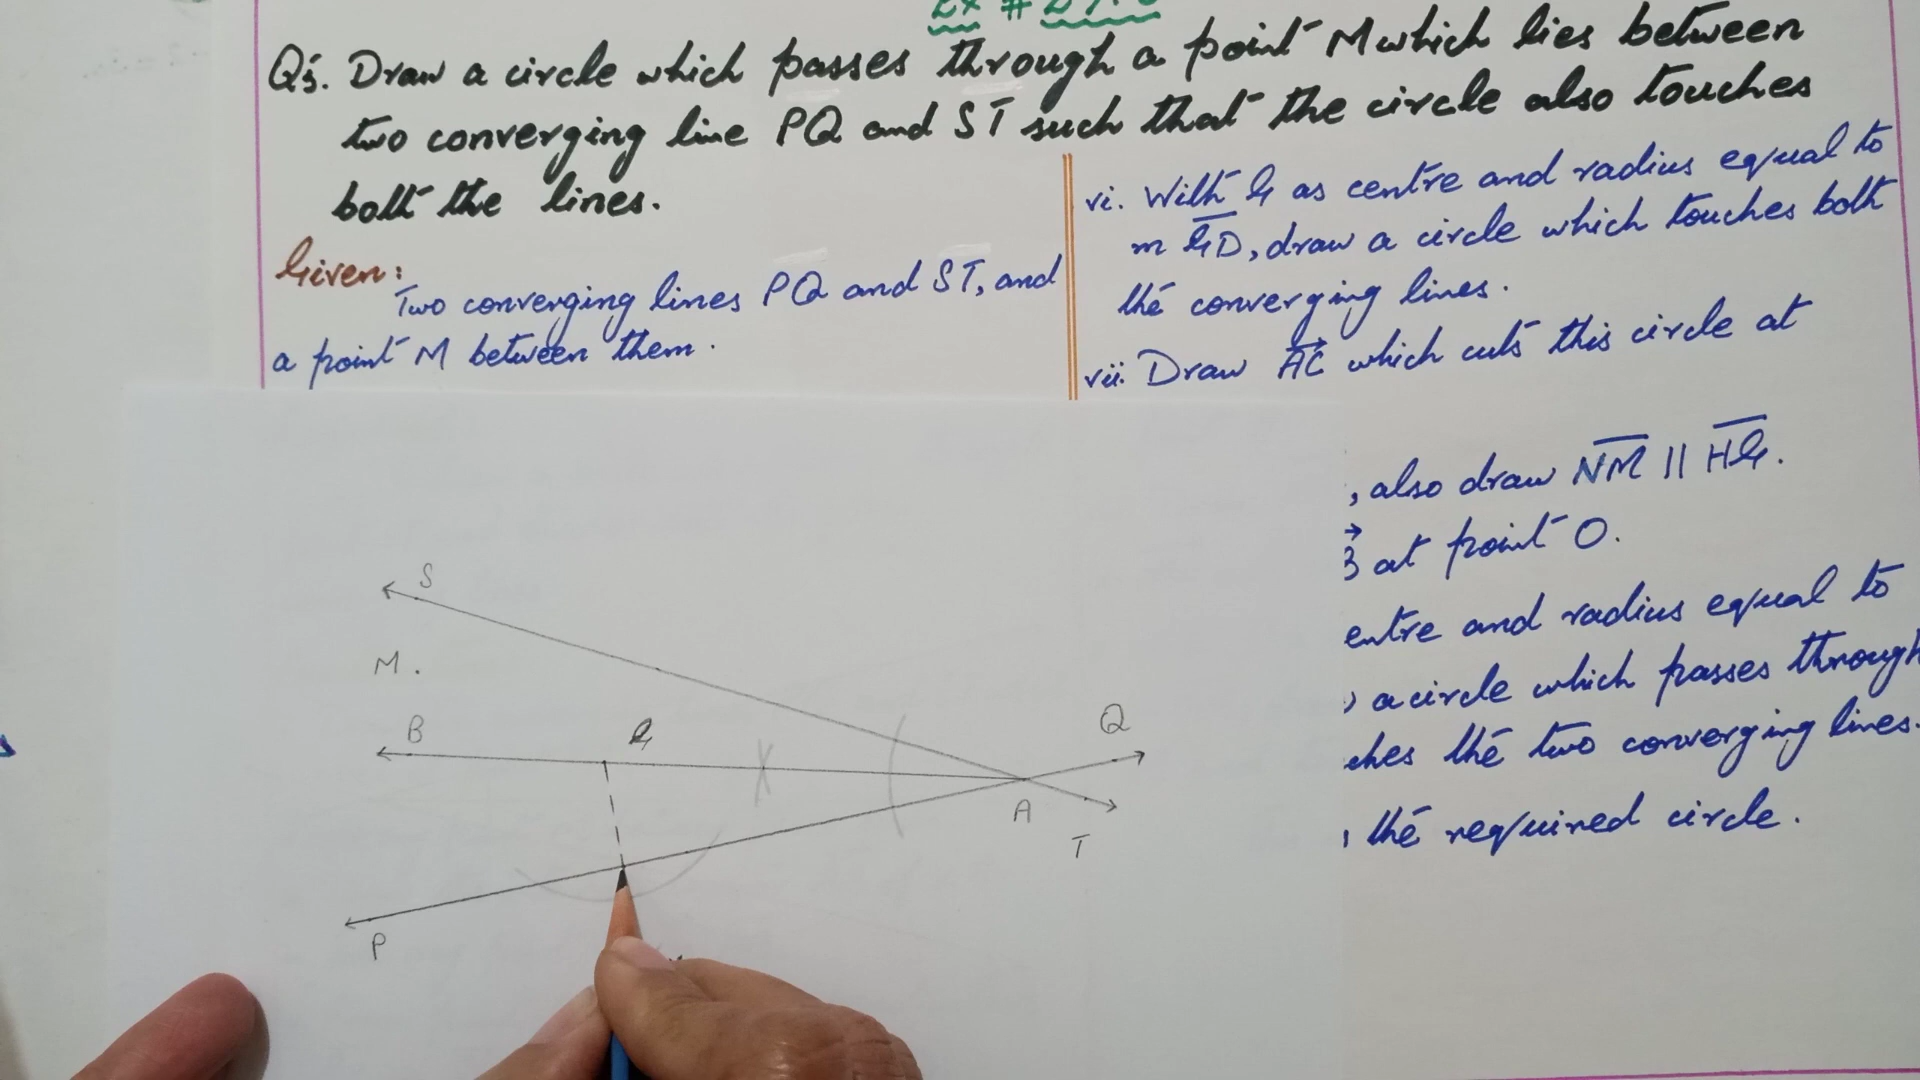 Ex #
Q5. Draw a circle which passes through a point M which lies between
two converging line PQ and ST such that the circle also touches
both the lines.
Given:
Two converging lines PQ and ST, and
a point M between them.
vi. With G as centre and radius equal to
m GD, draw a circle which touches both
the converging lines.
vii. Draw AC which cuts this circle at
, also draw NM || HG.
at point O.
entre and radius equal to
a circle which passes through
ches the two converging lines.
the required circle.
S
M.
B
G
Q
A
T
P